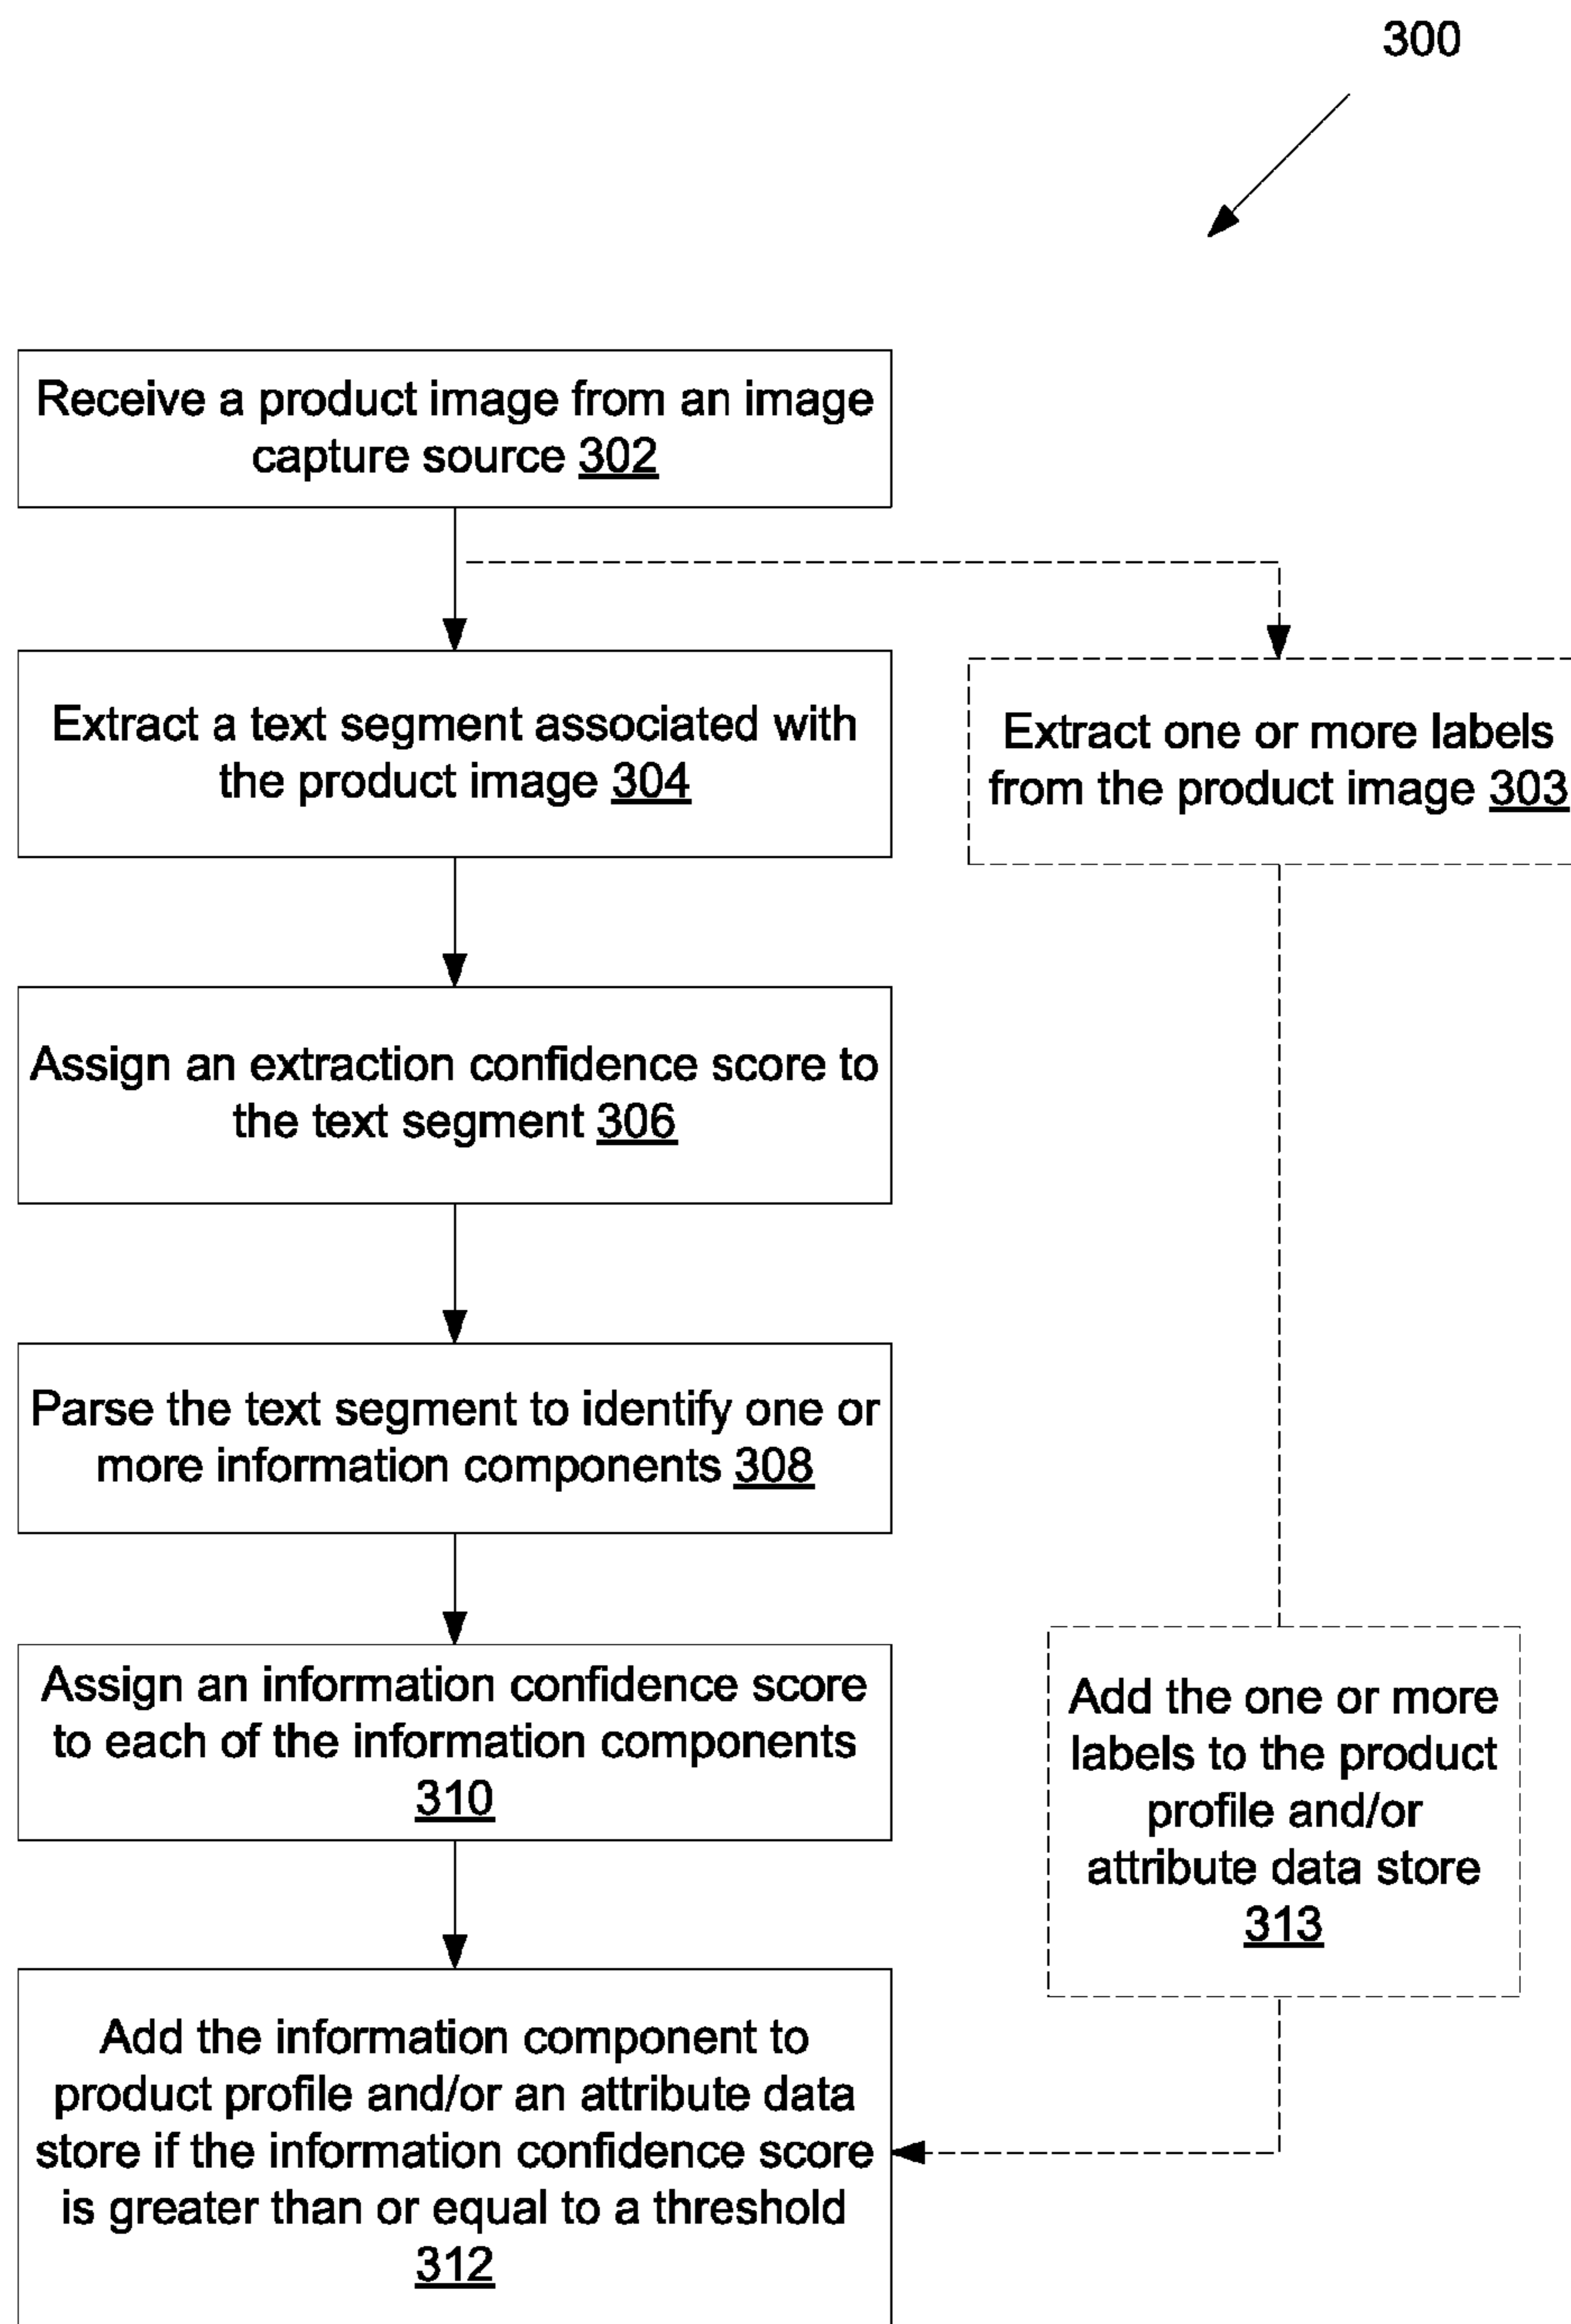 300
Receive a product image from an image
capture source 302
Extract a text segment associated with
the product image 304
Extract one or more labels
from the product image 303
Assign an extraction confidence score to
the text segment 306
Parse the text segment to identify one or
more information components 308
Assign an information confidence score
to each of the information components
310
Add the one or more
labels to the product
profile and/or
attribute data store
313
Add the information component to
product profile and/or an attribute data
store if the information confidence score
is greater than or equal to a threshold
312